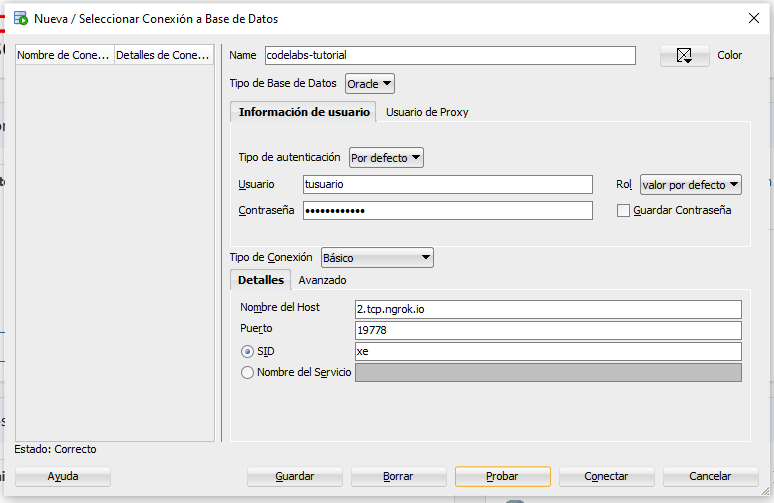 Nueva / Seleccionar Conexión a Base de Datos
Nombre de Cone... Detalles de Cone...
Name codelabs-tutorial Color
Tipo de Base de Datos Oracle
Información de usuario Usuario de Proxy
Tipo de autenticación Por defecto
Usuario tusuario Rol valor por defecto
Contraseña •••••••••••• Guardar Contraseña
Tipo de Conexión Básico
Detalles Avanzado
Nombre del Host 2.tcp.ngrok.io
Puerto 19778
SID xe
Nombre del Servicio
Estado: Correcto
Ayuda Guardar Borrar Probar Conectar Cancelar